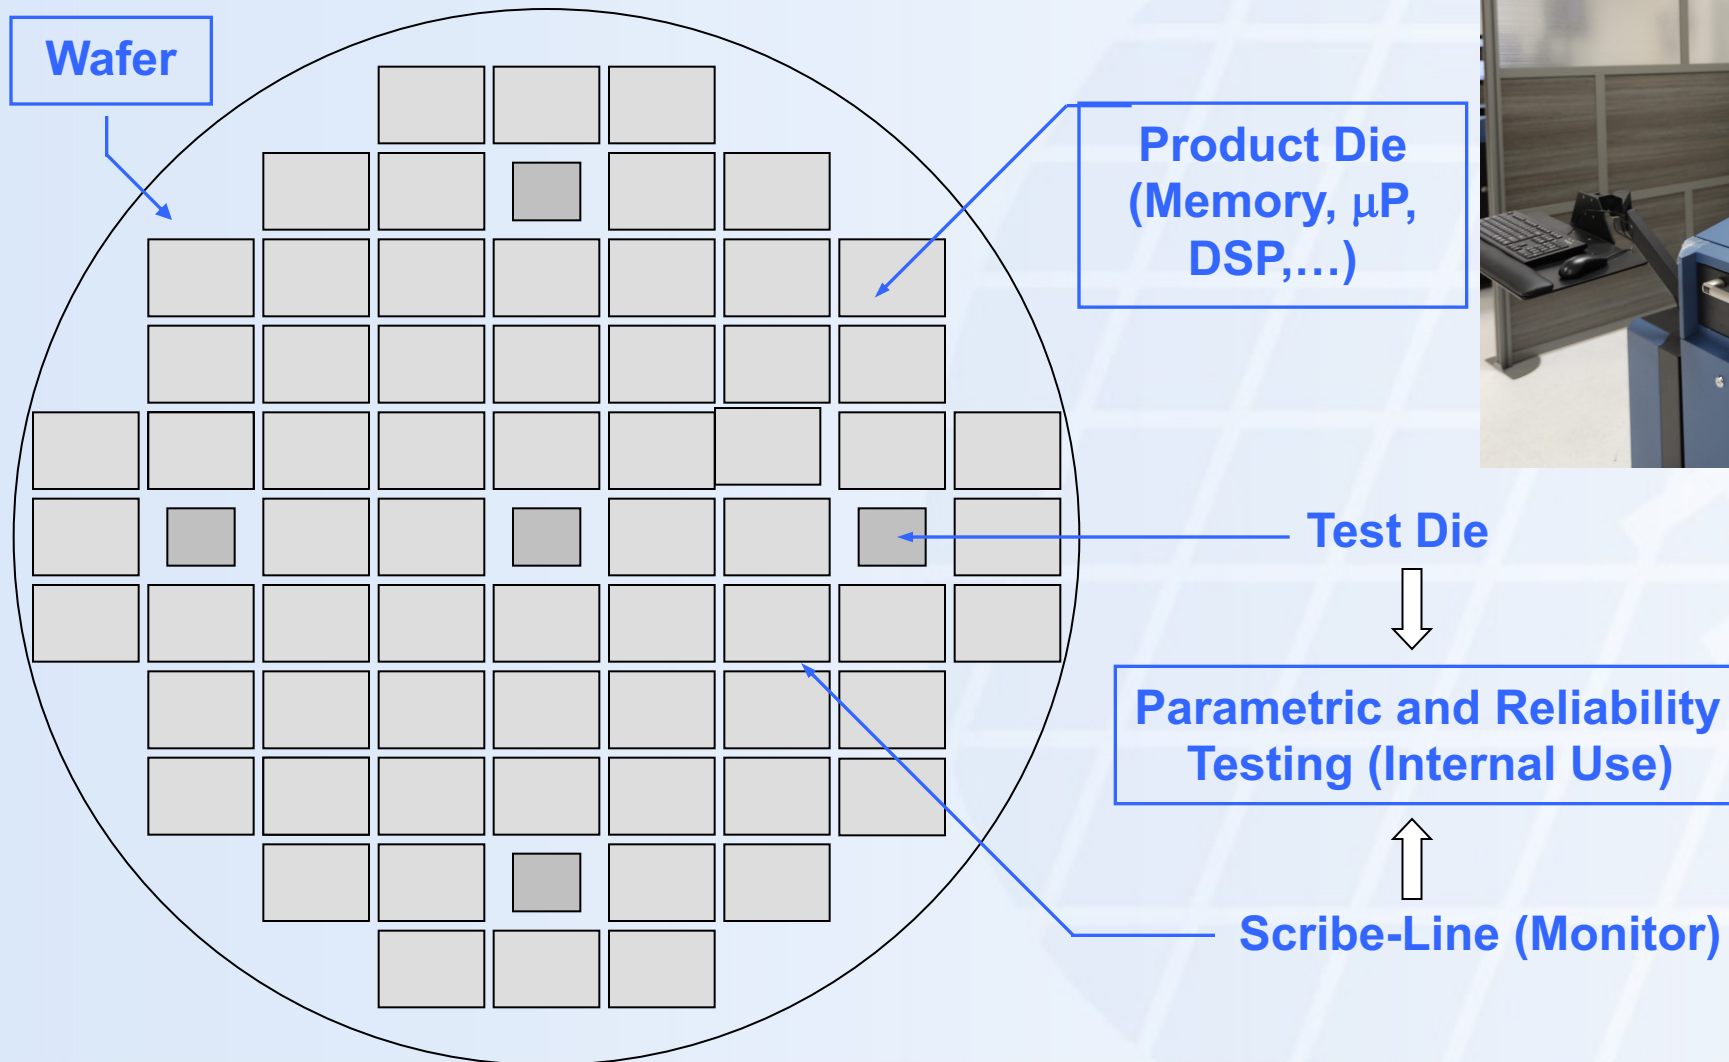 Wafer
Product Die
(Memory, μP,
DSP,…)
Test Die
Parametric and Reliability
Testing (Internal Use)
Scribe-Line (Monitor)